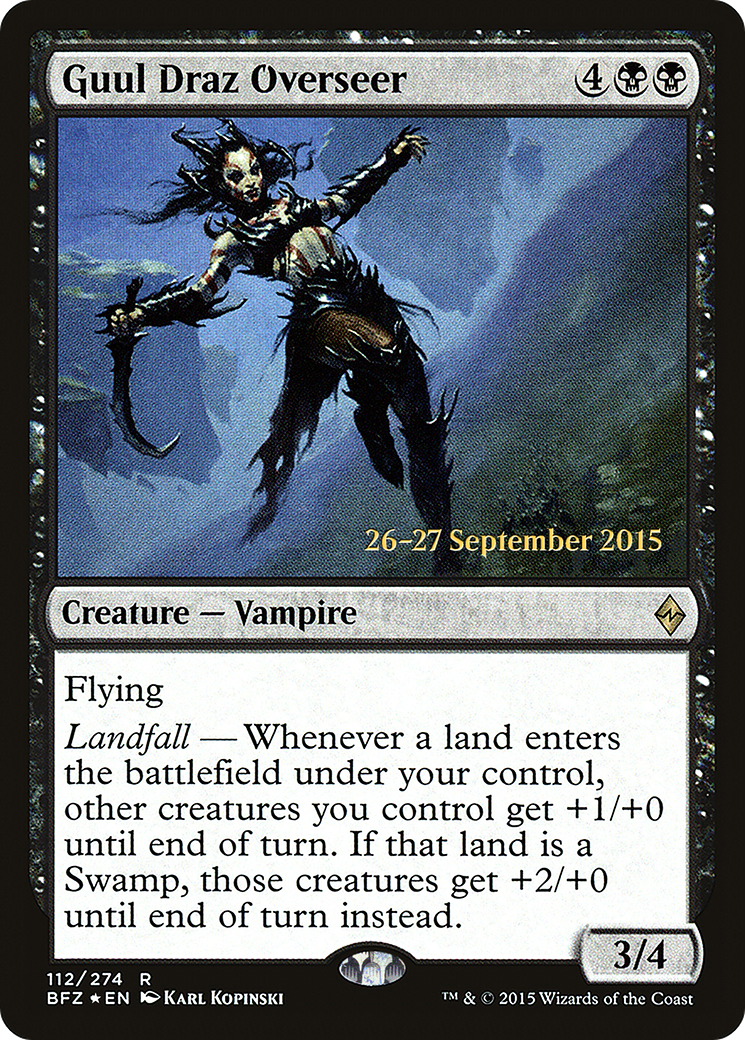 Guul Draz Overseer 4
26–27 September 2015
Creature — Vampire
Flying
Landfall — Whenever a land enters
the battlefield under your control,
other creatures you control get +1/+0
until end of turn. If that land is a
Swamp, those creatures get +2/+0
until end of turn instead.
3/4
112/274 R
BFZ ★ EN Karl Kopinski
™ & © 2015 Wizards of the Coast